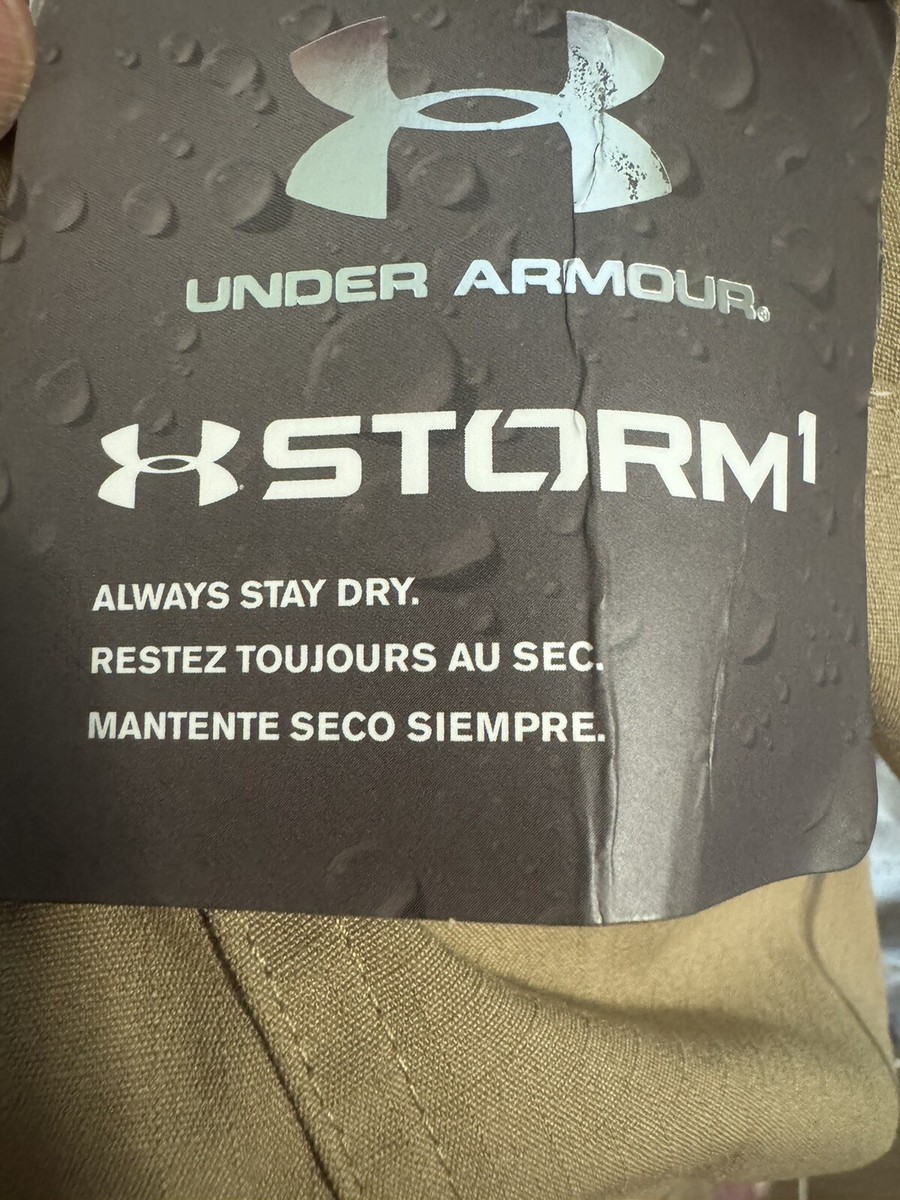 UNDER ARMOUR®
STORM1
ALWAYS STAY DRY.
RESTEZ TOUJOURS AU SEC.
MANTENTE SECO SIEMPRE.